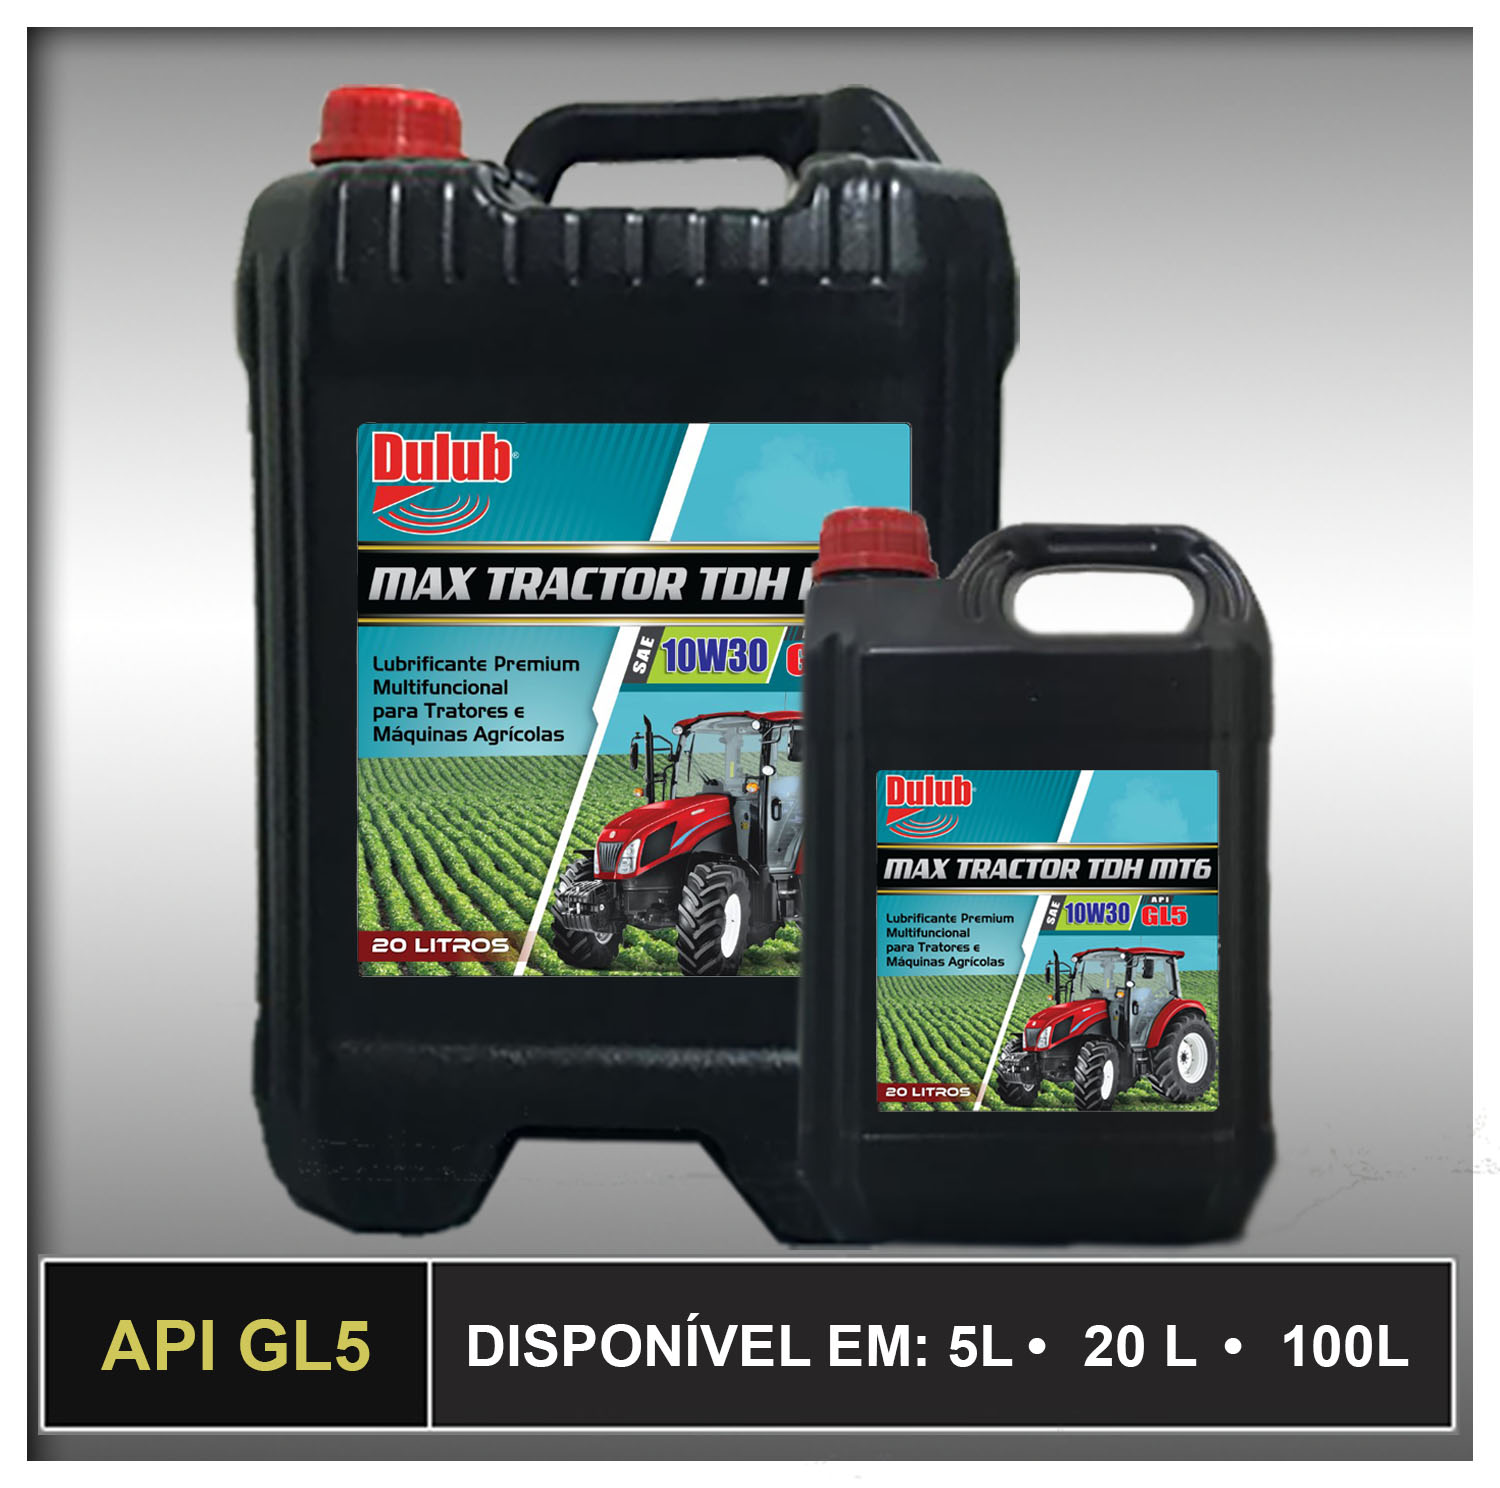 Dulub®
MAX TRACTOR TDH
SAE 10W30
Lubrificante Premium
Multifuncional
para Tratores e
Máquinas Agrícolas
20 LITROS
Dulub®
MAX TRACTOR TDH MT6
SAE 10W30 API GL5
Lubrificante Premium
Multifuncional
para Tratores e
Máquinas Agrícolas
20 LITROS
API GL5
DISPONÍVEL EM: 5L • 20 L • 100L